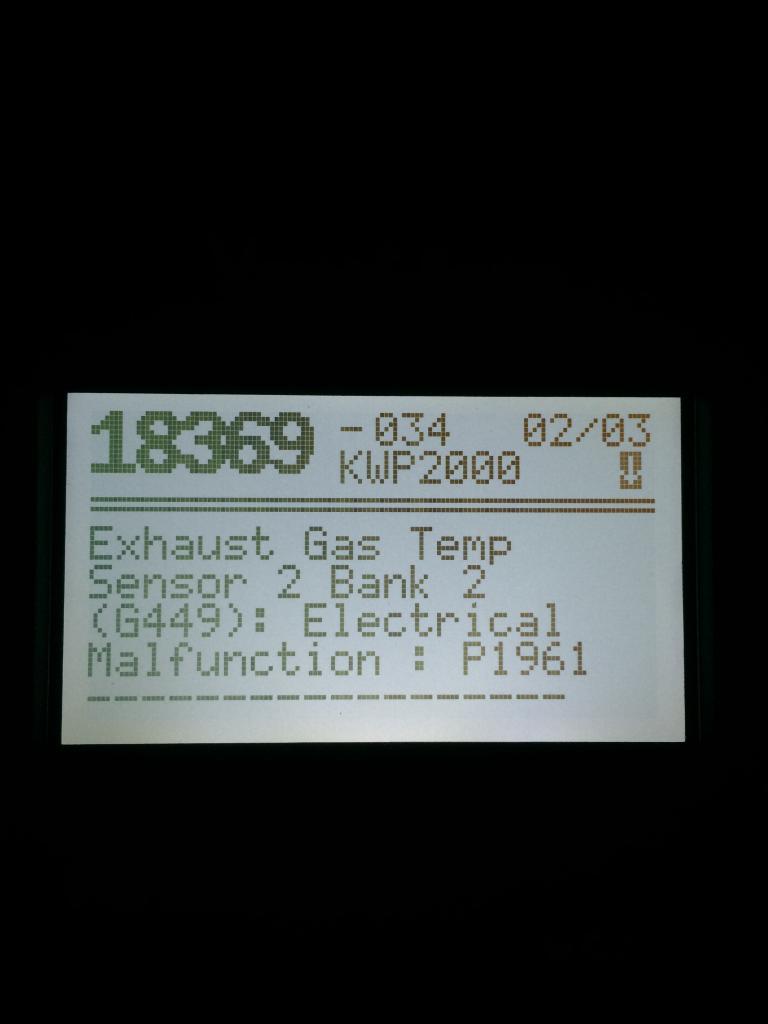 18369 -034 02/03
KWP2000 !
Exhaust Gas Temp
Sensor 2 Bank 2
(G449): Electrical
Malfunction : P1961
------------------